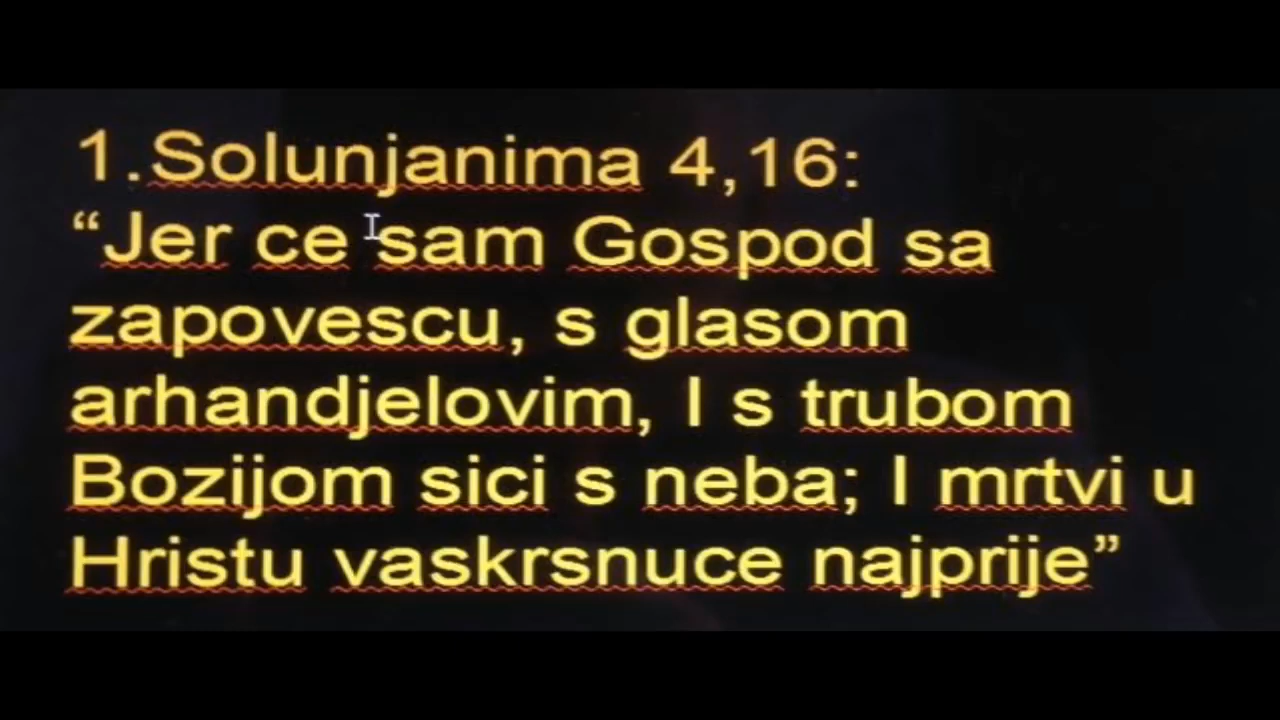 1.Solunjanima 4,16:
“Jer ce sam Gospod sa
zapovescu, s glasom
arhandjelovim, I s trubom
Bozijom sici s neba; I mrtvi u
Hristu vaskrsnuce najprije”